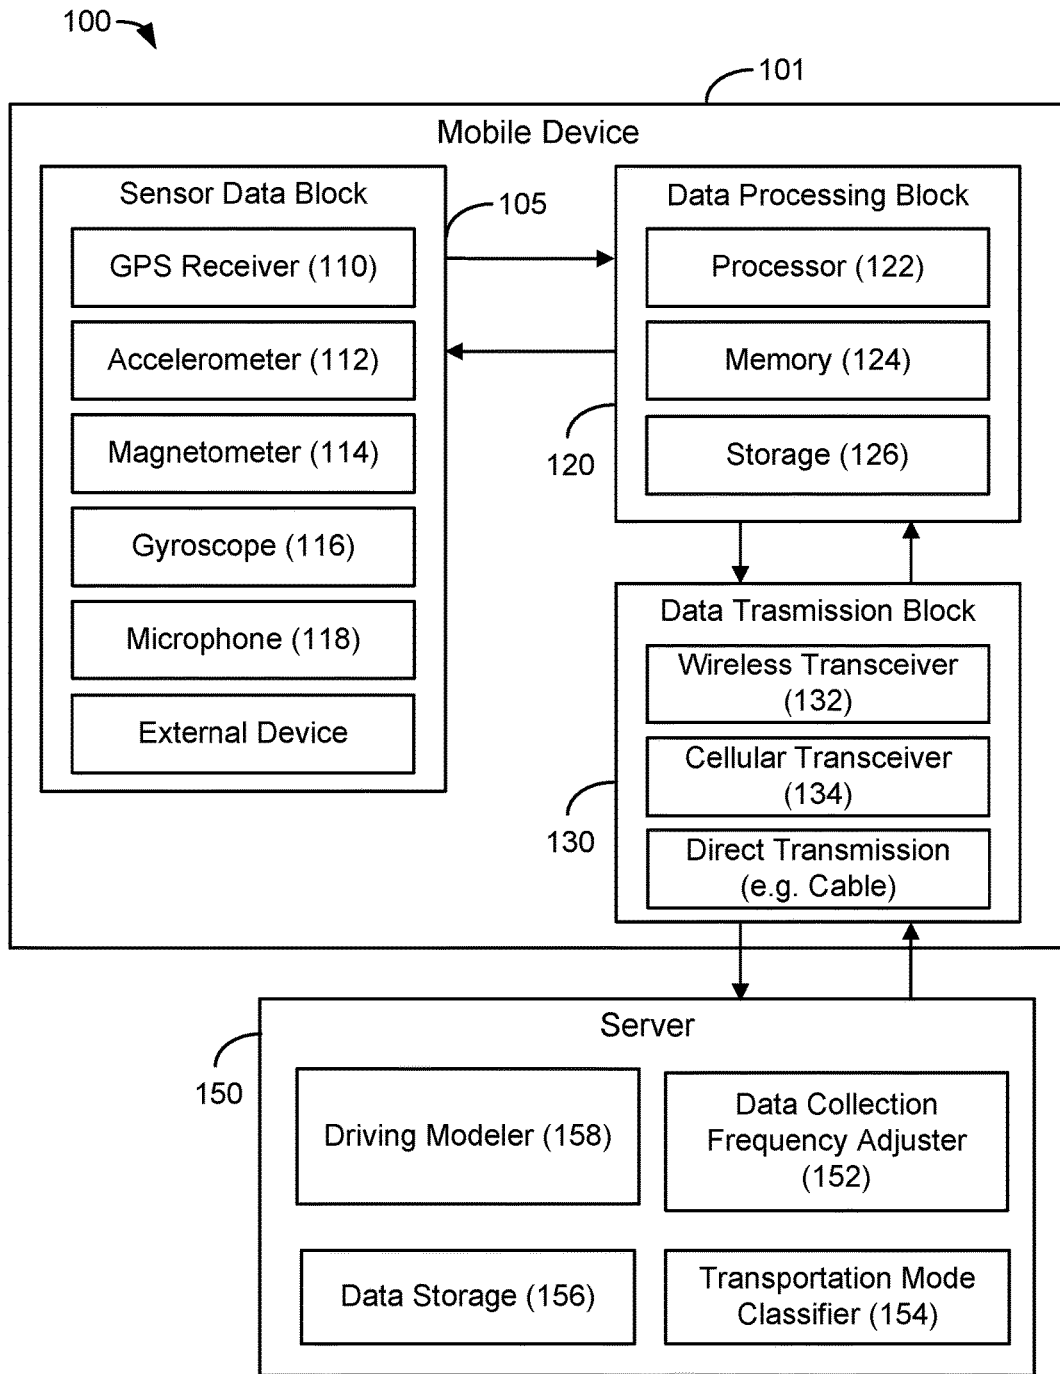 100
101
Mobile Device
Sensor Data Block
105
GPS Receiver (110)
Accelerometer (112)
Magnetometer (114)
Gyroscope (116)
Microphone (118)
External Device
Data Processing Block
Processor (122)
Memory (124)
120
Storage (126)
Data Trasmission Block
Wireless Transceiver
(132)
Cellular Transceiver
(134)
130
Direct Transmission
(e.g. Cable)
Server
150
Driving Modeler (158)
Data Collection
Frequency Adjuster
(152)
Data Storage (156)
Transportation Mode
Classifier (154)